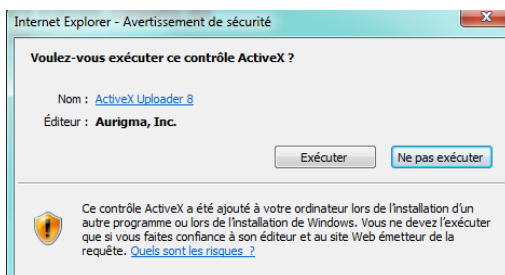 Internet Explorer - Avertissement de sécurité
Voulez-vous exécuter ce contrôle ActiveX ?
Nom : ActiveX Uploader 8
Éditeur : Aurigma, Inc.
Exécuter Ne pas exécuter
Ce contrôle ActiveX a été ajouté à votre ordinateur lors de l'installation d'un
autre programme ou lors de l'installation de Windows. Vous ne devez l'exécuter
que si vous faites confiance à son éditeur et au site Web émetteur de la
requête. Quels sont les risques ?